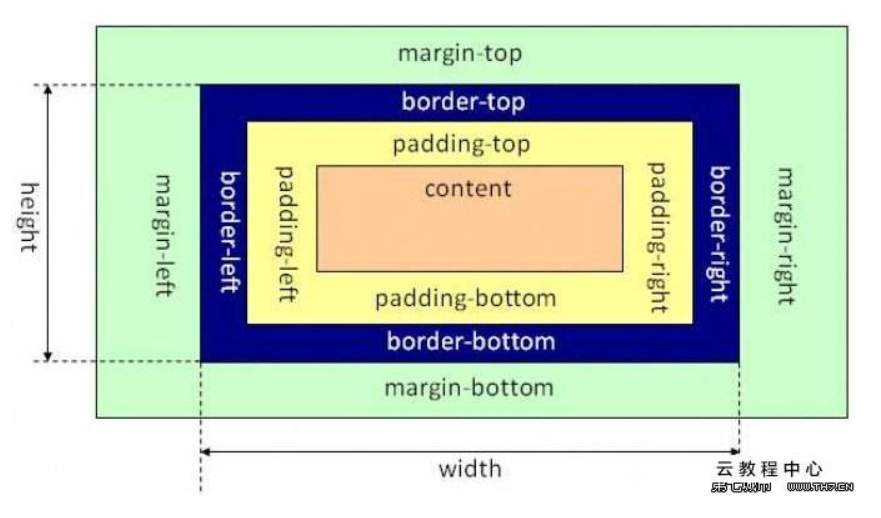 margin-top
border-top
padding-top
content
height
margin-left
border-left
padding-left
padding-right
border-right
margin-right
padding-bottom
border-bottom
margin-bottom
width
云教程中心
WWW.TH7.CN